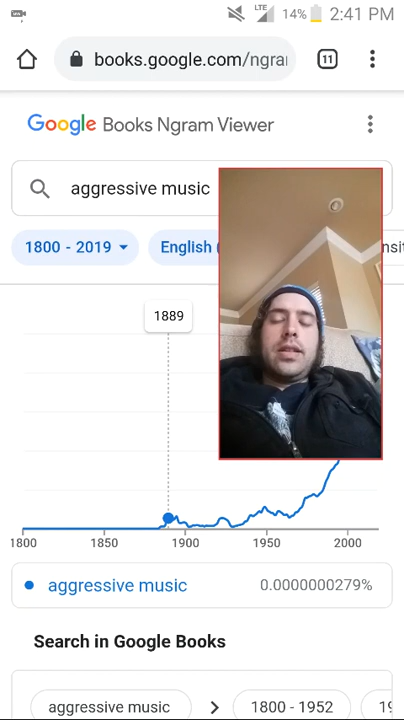 LTE 14% 2:41 PM
books.google.com/ngra 11
Google Books Ngram Viewer
aggressive music
1800 - 2019 English
1889
1800 1850 1900 1950 2000
aggressive music 0.0000000279%
Search in Google Books
aggressive music 1800 - 1952